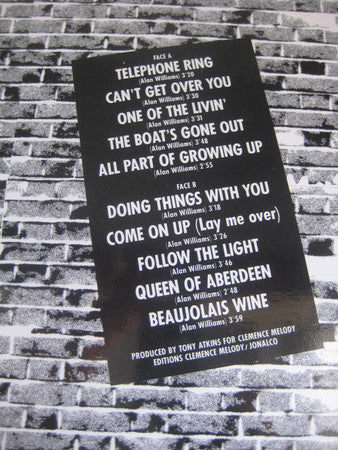 FACE A
TELEPHONE RING
(Alan Williams) 3'20
CAN'T GET OVER YOU
(Alan Williams) 3'30
ONE OF THE LIVIN'
(Alan Williams) 3'31
THE BOAT'S GONE OUT
(Alan Williams) 3'48
ALL PART OF GROWING UP
(Alan Williams) 2'55
FACE B
DOING THINGS WITH YOU
(Alan Williams) 3'18
COME ON UP (Lay me over)
(Alan Williams) 3'26
FOLLOW THE LIGHT
(Alan Williams) 3'46
QUEEN OF ABERDEEN
(Alan Williams) 2'48
BEAUJOLAIS WINE
(Alan Williams) 3'59
PRODUCED BY TONY ATKINS FOR CLEMENCE MELODY
EDITIONS CLEMENCE MELODY/JONALCO